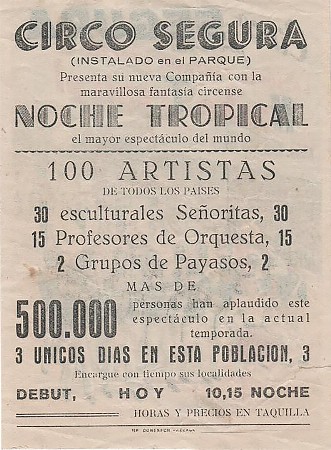 CIRCO SEGURA
(INSTALADO en el PARQUE)
Presenta su nueva Compañía con la
maravillosa fantasía circense
NOCHE TROPICAL
el mayor espectáculo del mundo
100 ARTISTAS
DE TODOS LOS PAISES
30 esculturales Señoritas, 30
15 Profesores de Orquesta, 15
2 Grupos de Payasos, 2
MAS DE
500.000 personas han aplaudido este
espectáculo en la actual
temporada.
3 UNICOS DIAS EN ESTA POBLACION, 3
Encargue con tiempo sus localidades
DEBUT, HOY 10,15 NOCHE
HORAS Y PRECIOS EN TAQUILLA